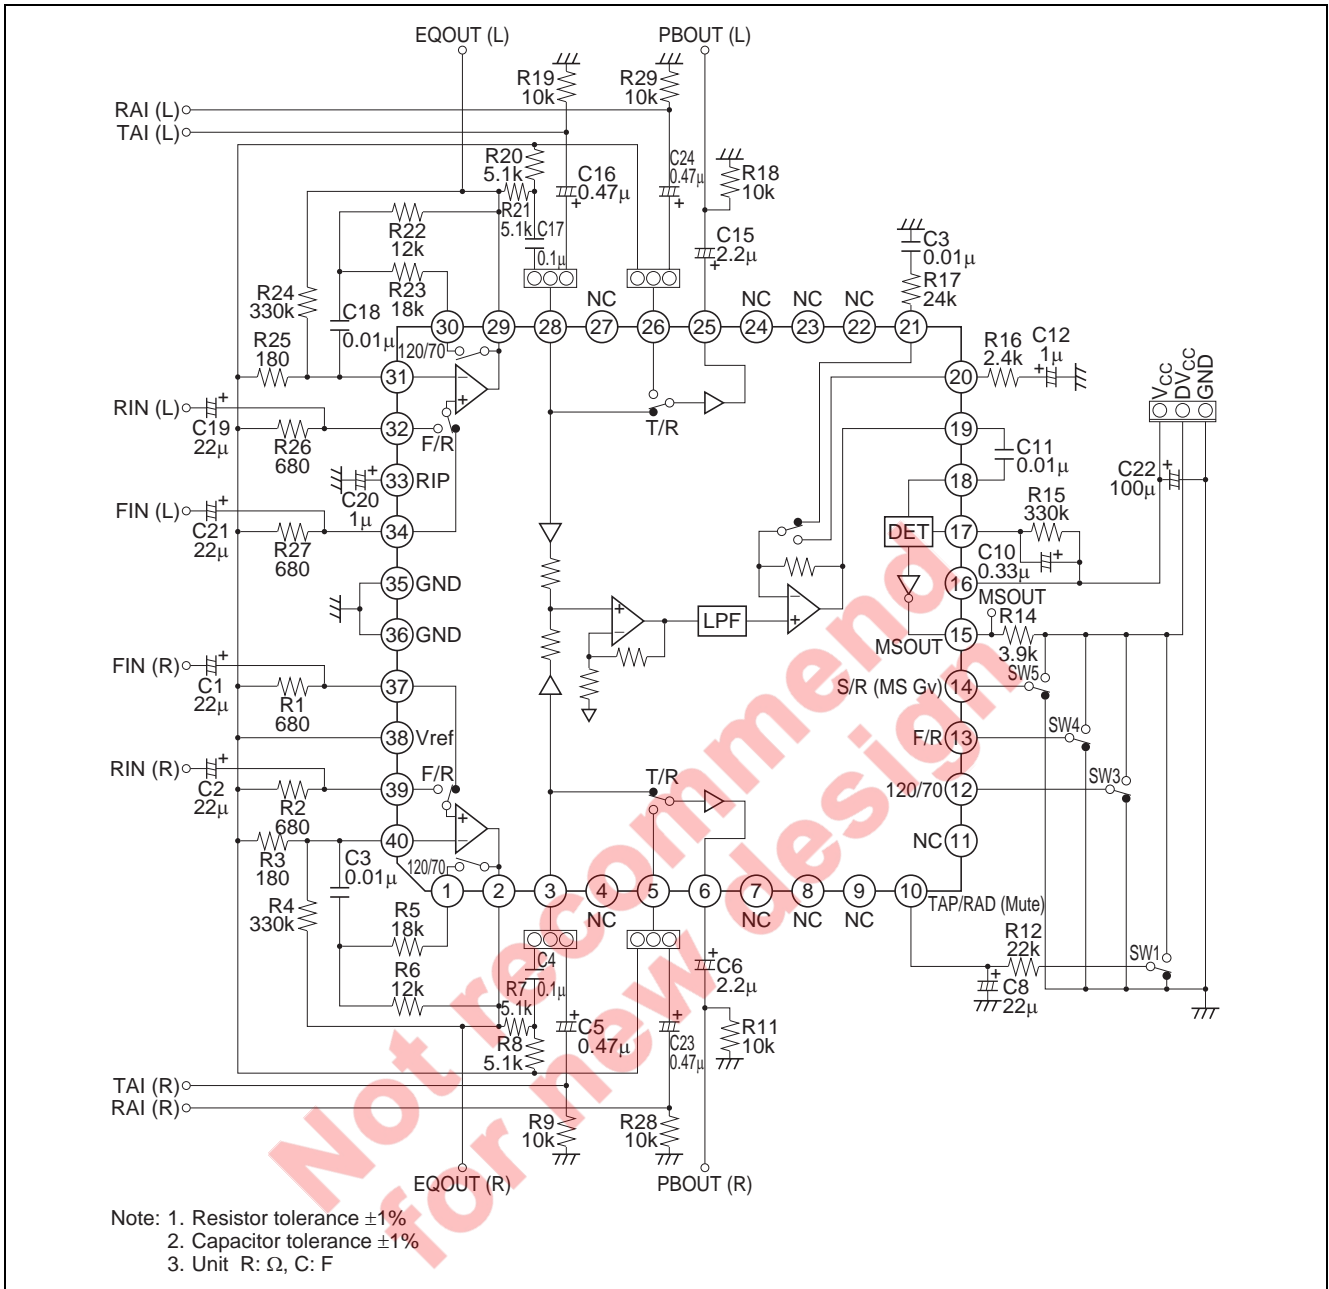 EQOUT (L)
PBOUT (L)
R19
10k
R29
10k
RAI (L)
TAI (L)
R20
5.1k
C16
0.47μ
C24
0.47μ
R18
10k
R21
5.1k
C17
0.1μ
R22
12k
C15
2.2μ
C3
0.01μ
R23
18k
R17
24k
R24
330k
C18
0.01μ
NC
NC
NC
NC
30
29
28
27
26
25
24
23
22
21
R25
180
120/70
R16
2.4k
C12
1μ
VCC
DVCC
GND
31
20
RIN (L)
C19
22μ
R26
680
32
F/R
T/R
19
C11
0.01μ
33
RIP
C20
1μ
18
C22
100μ
FIN (L)
C21
22μ
R27
680
34
DET
17
R15
330k
C10
0.33μ
35
GND
16
MSOUT
LPF
36
GND
MSOUT
15
R14
3.9k
FIN (R)
C1
22μ
R1
680
37
S/R (MS Gv)
14
SW5
38
Vref
F/R
13
SW4
RIN (R)
C2
22μ
R2
680
39
F/R
T/R
120/70
12
SW3
R3
180
40
NC
11
C3
0.01μ
120/70
1
2
3
4
5
6
7
8
9
10
NC
NC
NC
NC
TAP/RAD (Mute)
R4
330k
R5
18k
R12
22k
SW1
R6
12k
C4
0.1μ
R7
5.1k
C6
2.2μ
C8
22μ
R8
5.1k
C5
0.47μ
C23
0.47μ
R11
10k
TAI (R)
RAI (R)
R9
10k
R28
10k
EQOUT (R)
PBOUT (R)
Not recommend
for new design
Note: 1. Resistor tolerance ±1%
2. Capacitor tolerance ±1%
3. Unit R: Ω, C: F